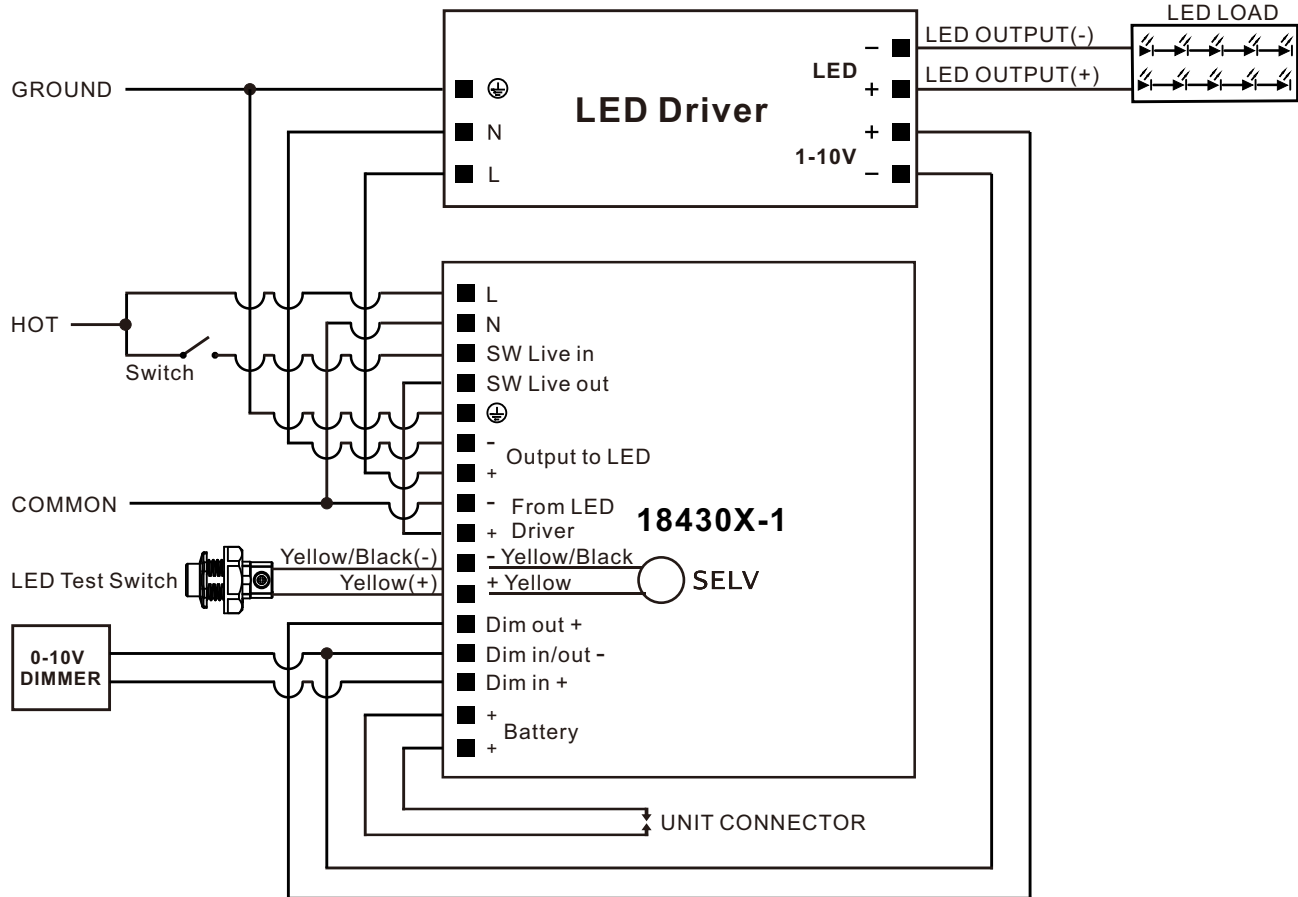 LED LOAD
LED OUTPUT(-)
LED OUTPUT(+)
GROUND
LED Driver
N
L
LED
−
+
1-10V
+
−
HOT
Switch
COMMON
LED Test Switch
Yellow/Black(-)
Yellow(+)
0-10V
DIMMER
L
N
SW Live in
SW Live out
-
Output to LED
+
- From LED
+ Driver
18430X-1
- Yellow/Black
+ Yellow
SELV
Dim out +
Dim in/out -
Dim in +
+
Battery
+
UNIT CONNECTOR